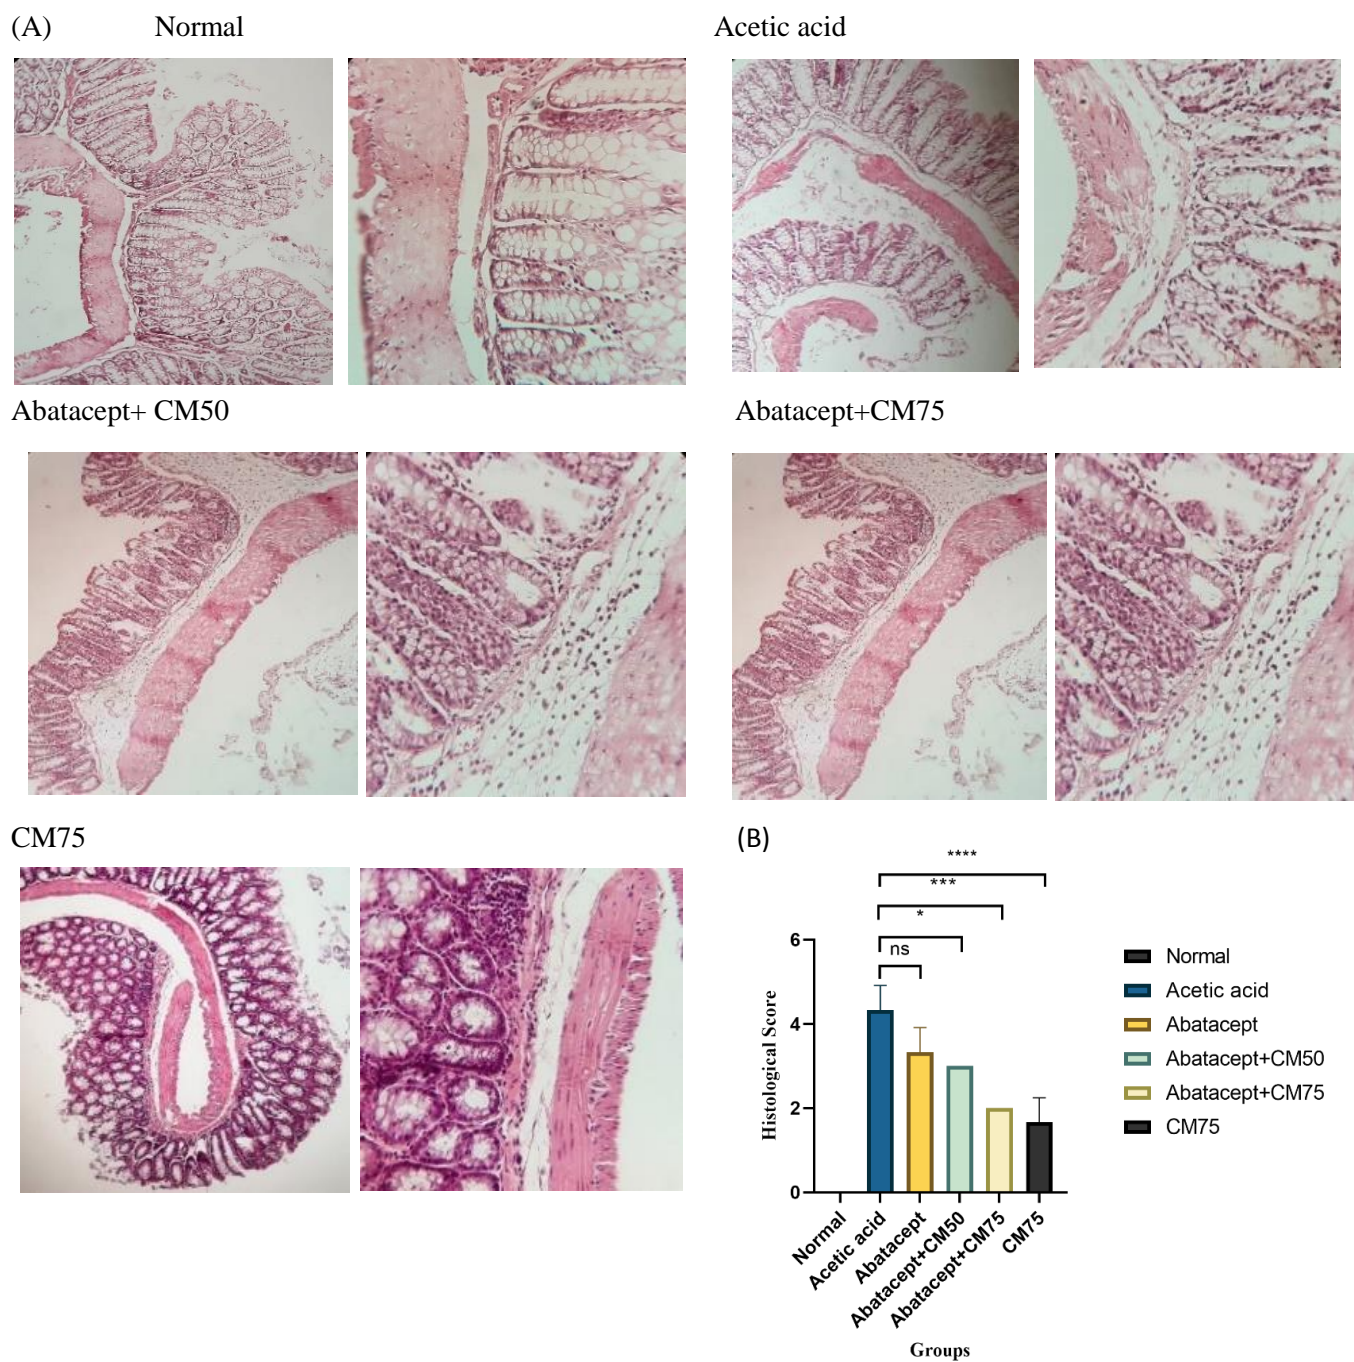 (A) Normal Acetic acid
Abatacept+ CM50 Abatacept+CM75
CM75
(B)
****
***
*
ns
6
4
2
0
Histological Score
Normal
Acetic acid
Abatacept
Abatacept+CM50
Abatacept+CM75
CM75
Groups
Normal
Acetic acid
Abatacept
Abatacept+CM50
Abatacept+CM75
CM75